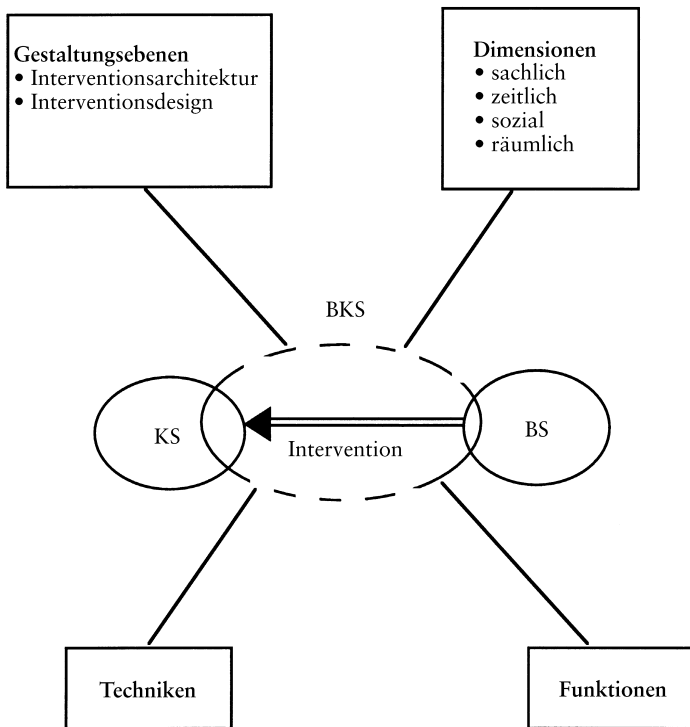 Gestaltungsebenen
• Interventionsarchitektur
• Interventionsdesign
Dimensionen
• sachlich
• zeitlich
• sozial
• räumlich
BKS
KS
Intervention
BS
Techniken
Funktionen